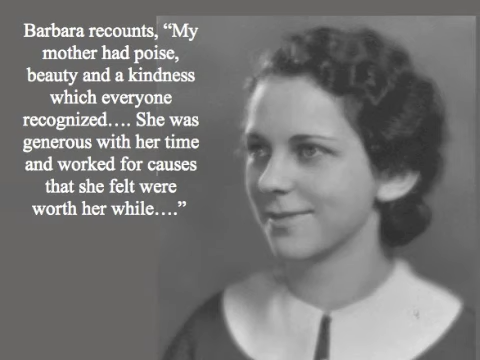 Barbara recounts, “My
mother had poise,
beauty and a kindness
which everyone
recognized…. She was
generous with her time
and worked for causes
that she felt were
worth her while….”